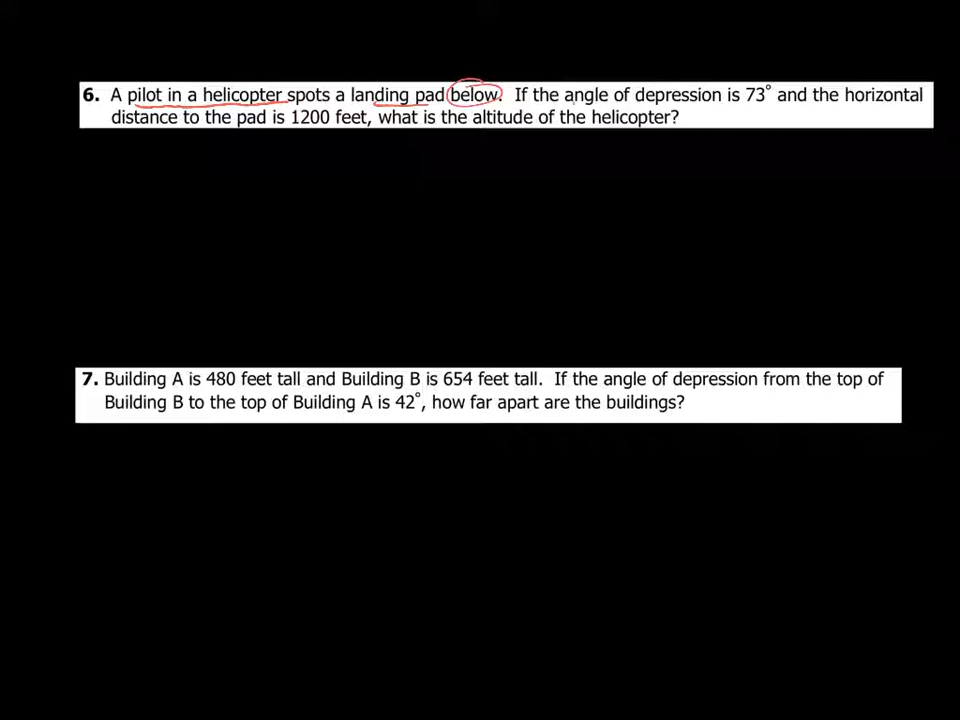 6. A pilot in a helicopter spots a landing pad below. If the angle of depression is 73° and the horizontal
distance to the pad is 1200 feet, what is the altitude of the helicopter?
7. Building A is 480 feet tall and Building B is 654 feet tall. If the angle of depression from the top of
Building B to the top of Building A is 42°, how far apart are the buildings?